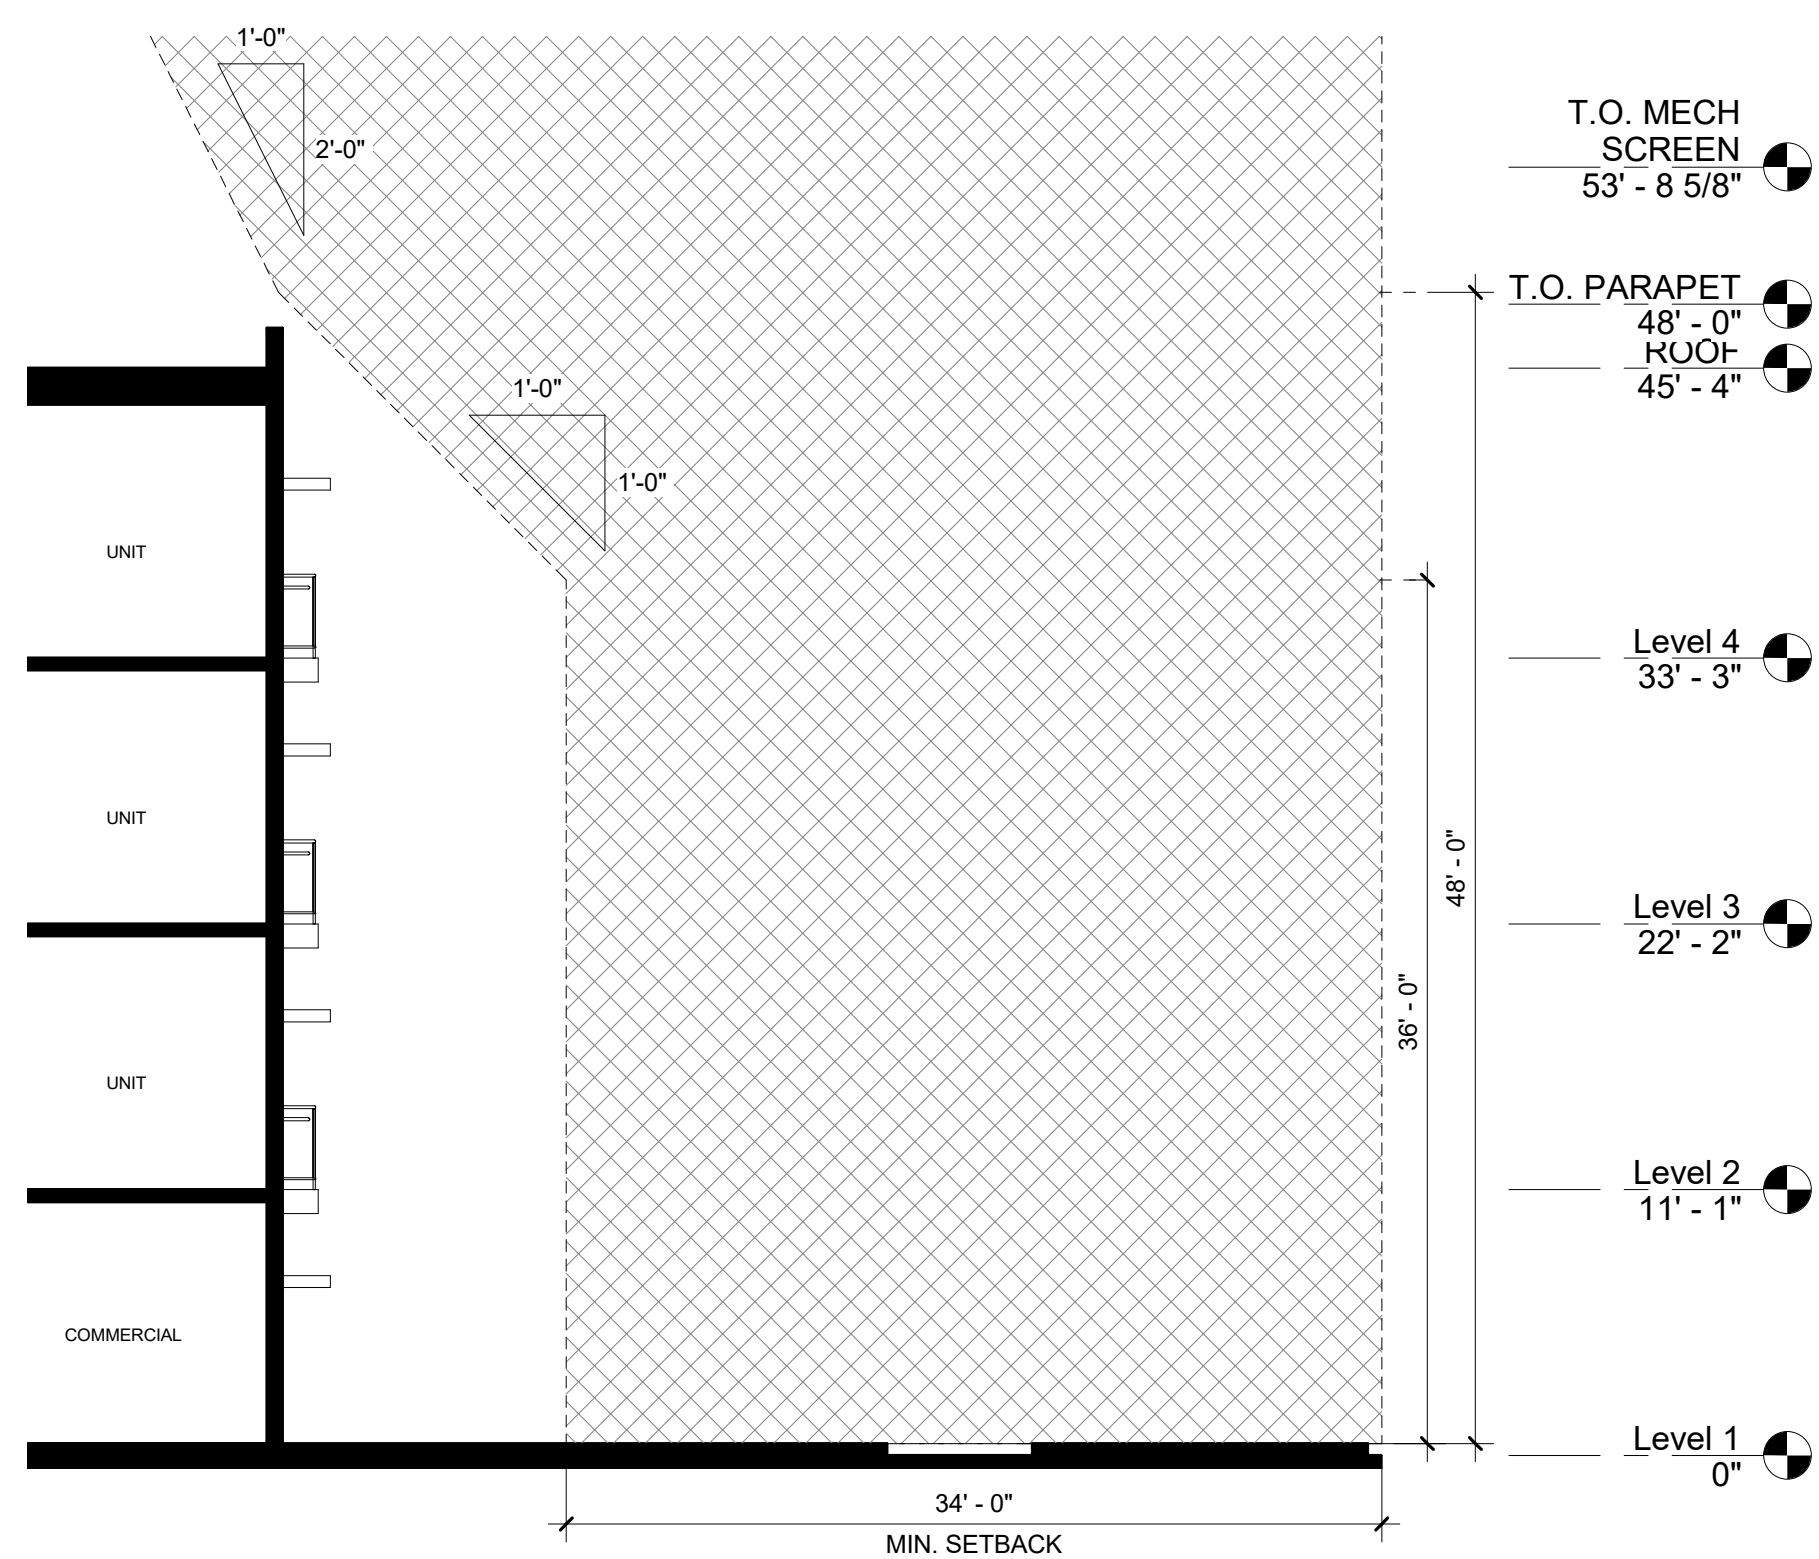 1'-0"
2'-0"
T.O. MECH
SCREEN
53' - 8 5/8"
T.O. PARAPET
48' - 0"
ROOF
45' - 4"
1'-0"
1'-0"
UNIT
Level 4
33' - 3"
UNIT
48' - 0"
Level 3
22' - 2"
36' - 0"
UNIT
Level 2
11' - 1"
COMMERCIAL
Level 1
0"
34' - 0"
MIN. SETBACK